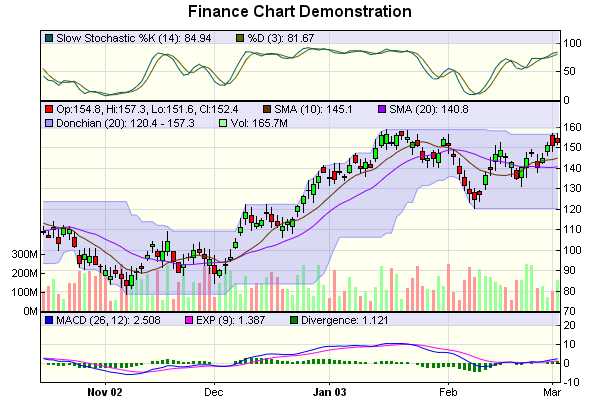 Finance Chart Demonstration
Slow Stochastic %K (14): 84.94 %D (3): 81.67
100
50
0
Op:154.8, Hi:157.3, Lo:151.6, Cl:152.4 SMA (10): 145.1 SMA (20): 140.8
Donchian (20): 120.4 - 157.3 Vol: 165.7M
160
150
140
130
120
110
100
90
80
70
300M
200M
100M
0M
MACD (26, 12): 2.508 EXP (9): 1.387 Divergence: 1.121
20
10
0
-10
Nov 02 Dec Jan 03 Feb Mar